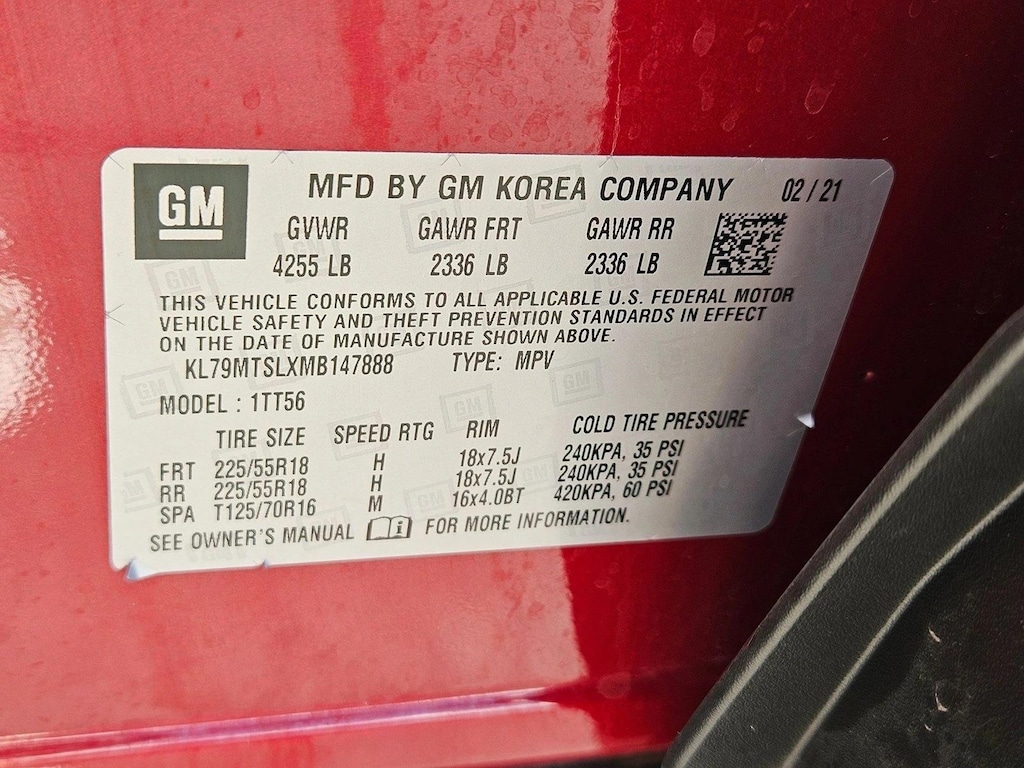 GM
MFD BY GM KOREA COMPANY 02/21
GVWR GAWR FRT GAWR RR
4255 LB 2336 LB 2336 LB
THIS VEHICLE CONFORMS TO ALL APPLICABLE U.S. FEDERAL MOTOR
VEHICLE SAFETY AND THEFT PREVENTION STANDARDS IN EFFECT
ON THE DATE OF MANUFACTURE SHOWN ABOVE.
KL79MTSLXMB147888 TYPE: MPV
MODEL : 1TT56
TIRE SIZE SPEED RTG RIM COLD TIRE PRESSURE
FRT 225/55R18 H 18x7.5J 240KPA, 35 PSI
RR 225/55R18 H 18x7.5J 240KPA, 35 PSI
SPA T125/70R16 M 16x4.0BT 420KPA, 60 PSI
SEE OWNER'S MANUAL FOR MORE INFORMATION.